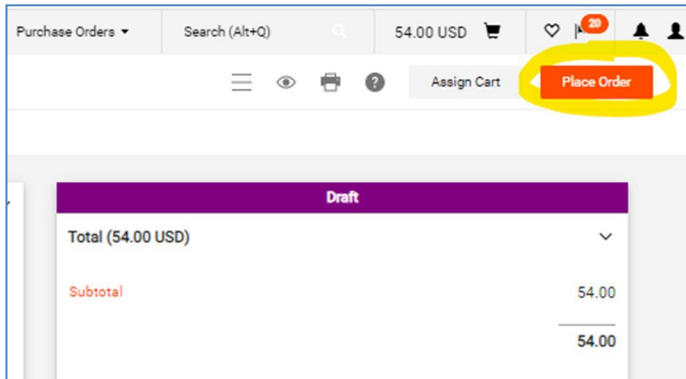 Purchase Orders Search (Alt+Q) 54.00 USD 20
? Assign Cart Place Order
Draft
Total (54.00 USD)
Subtotal 54.00
54.00